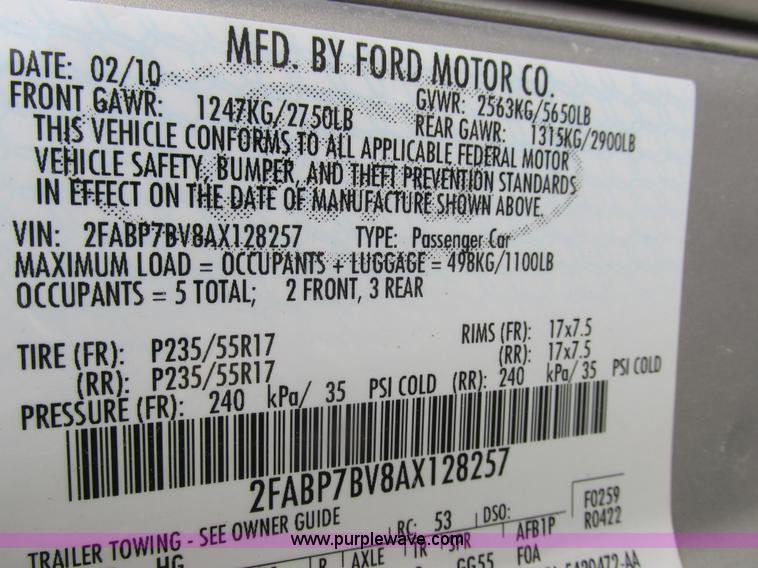 MFD. BY FORD MOTOR CO.
DATE: 02/10
GVWR: 2563KG/5650LB
FRONT GAWR: 1247KG/2750LB
REAR GAWR: 1315KG/2900LB
THIS VEHICLE CONFORMS TO ALL APPLICABLE FEDERAL MOTOR
VEHICLE SAFETY, BUMPER, AND THEFT PREVENTION STANDARDS
IN EFFECT ON THE DATE OF MANUFACTURE SHOWN ABOVE.
VIN: 2FABP7BV8AX128257 TYPE: Passenger Car
MAXIMUM LOAD = OCCUPANTS + LUGGAGE = 498KG/1100LB
OCCUPANTS = 5 TOTAL; 2 FRONT, 3 REAR
TIRE (FR): P235/55R17 RIMS (FR): 17x7.5
(RR): P235/55R17 (RR): 17x7.5
PRESSURE (FR): 240 kPa/ 35 PSI COLD (RR): 240 kPa/ 35 PSI COLD
2FABP7BV8AX128257
F0259
TRAILER TOWING - SEE OWNER GUIDE RC: 53 DSO: AFB1P R0422
HG AXLE TR SPR F0A
GG55
www.purplewave.com